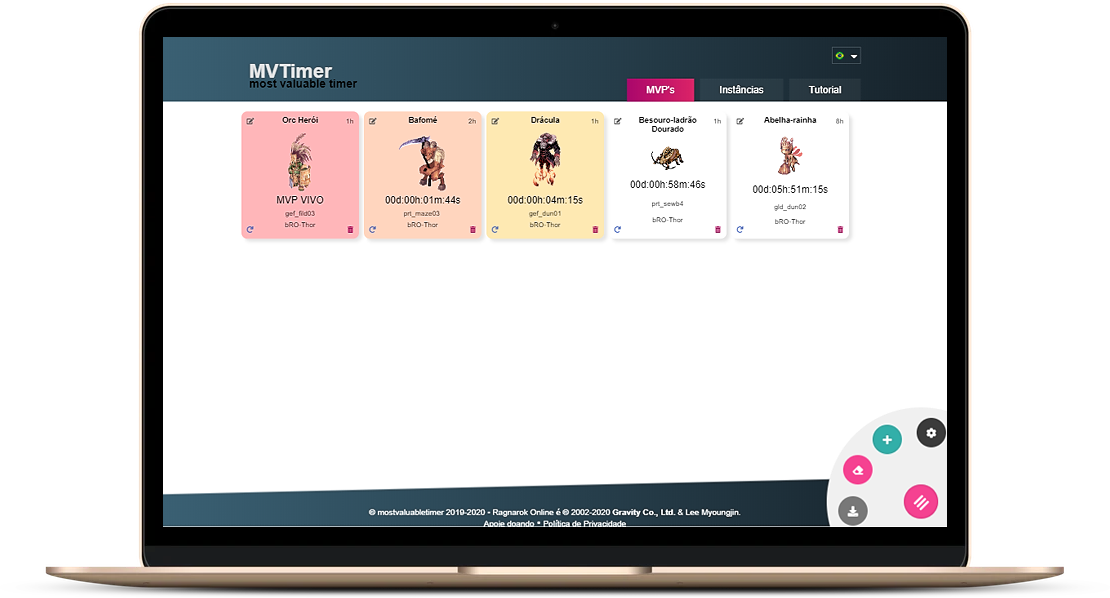 MVTimer
most valuable timer
MVP's
Instâncias
Tutorial
Orc Herói
1h
MVP VIVO
gef_fild03
bRO-Thor
Bafomé
2h
00d:00h:01m:44s
prt_maze03
bRO-Thor
Drácula
1h
00d:00h:04m:15s
gef_dun01
bRO-Thor
Besouro-ladrão
Dourado
1h
00d:00h:58m:46s
prt_sewb4
bRO-Thor
Abelha-rainha
6h
00d:05h:51m:15s
gld_dun02
bRO-Thor
© mostvaluabletimer 2019-2020 - Ragnarok Online é © 2002-2020 Gravity Co., Ltd. & Lee Myoungjin.
Apoie doando * Política de Privacidade